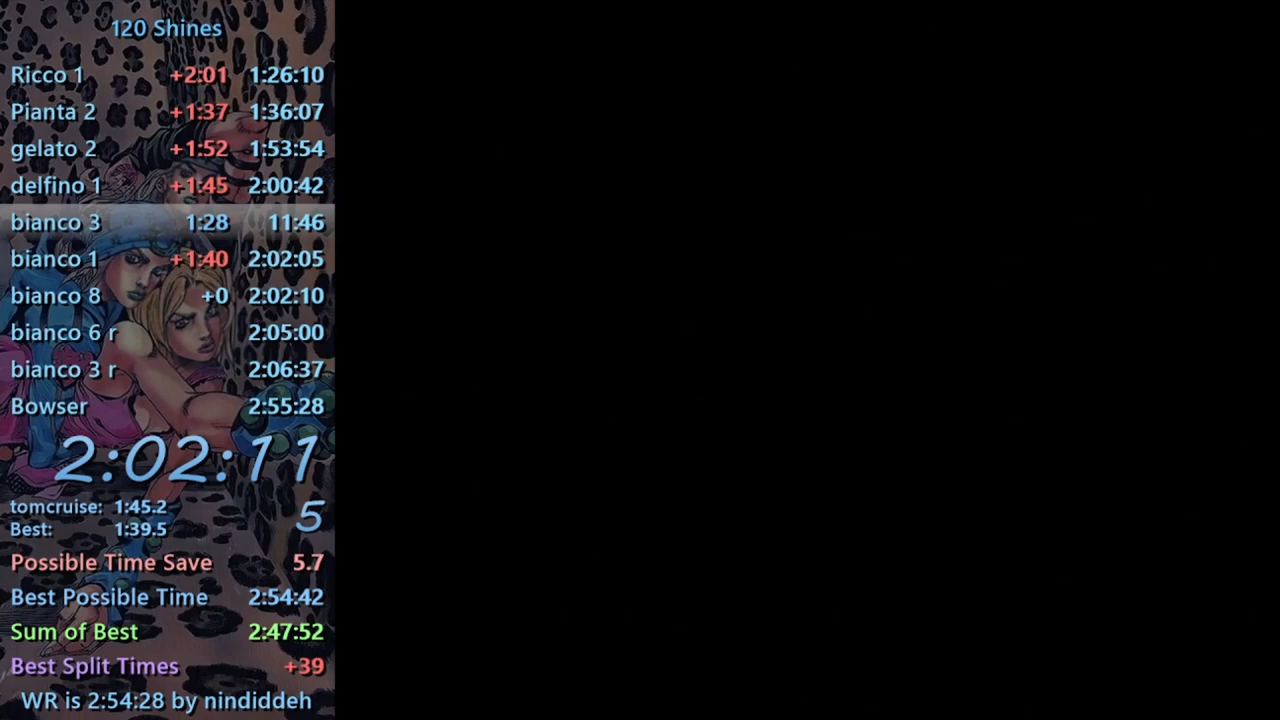 120 Shines
Ricco 1 +2:01 1:26:10
Pianta 2 +1:37 1:36:07
gelato 2 +1:52 1:53:54
delfino 1 +1:45 2:00:42
bianco 3 1:28 11:46
bianco 1 +1:40 2:02:05
bianco 8 +0 2:02:10
bianco 6 r 2:05:00
bianco 3 r 2:06:37
Bowser 2:55:28
2:02:11
5
tomcruise: 1:45.2
Best: 1:39.5
Possible Time Save 5.7
Best Possible Time 2:54:42
Sum of Best 2:47:52
Best Split Times +39
WR is 2:54:28 by nindiddeh